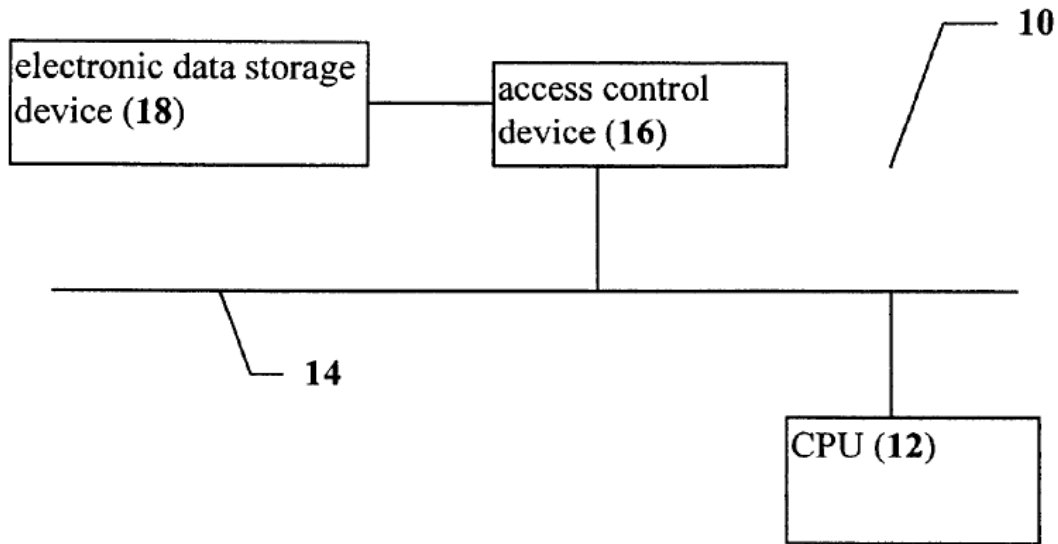 10
electronic data storage
device (18)
access control
device (16)
14
CPU (12)